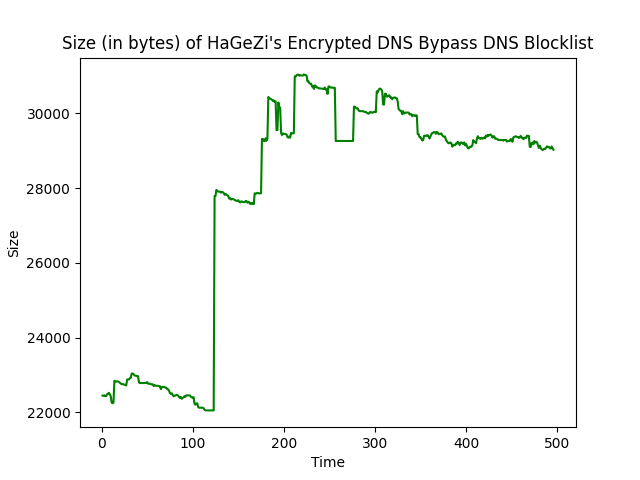 Size (in bytes) of HaGeZi's Encrypted DNS Bypass DNS Blocklist
30000
28000
26000
24000
22000
Size
0 100 200 300 400 500
Time